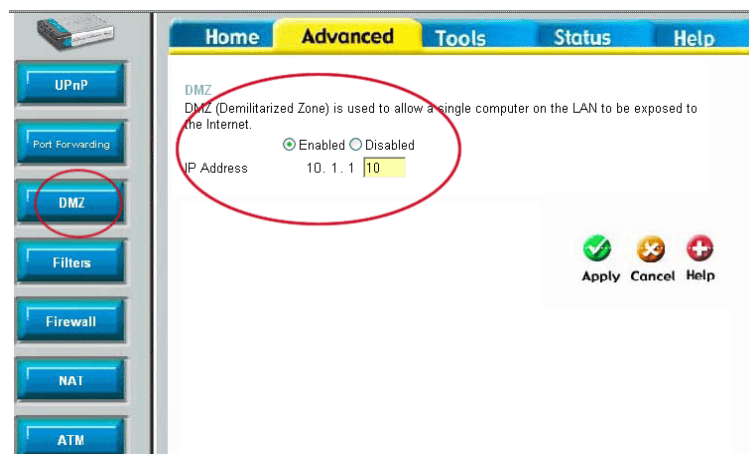 Home Advanced Tools Status Help
UPnP
Port Forwarding
DMZ
Filters
Firewall
NAT
ATM
DMZ
DMZ (Demilitarized Zone) is used to allow a single computer on the LAN to be exposed to
the Internet.
Enabled Disabled
IP Address 10. 1. 1 10
Apply Cancel Help